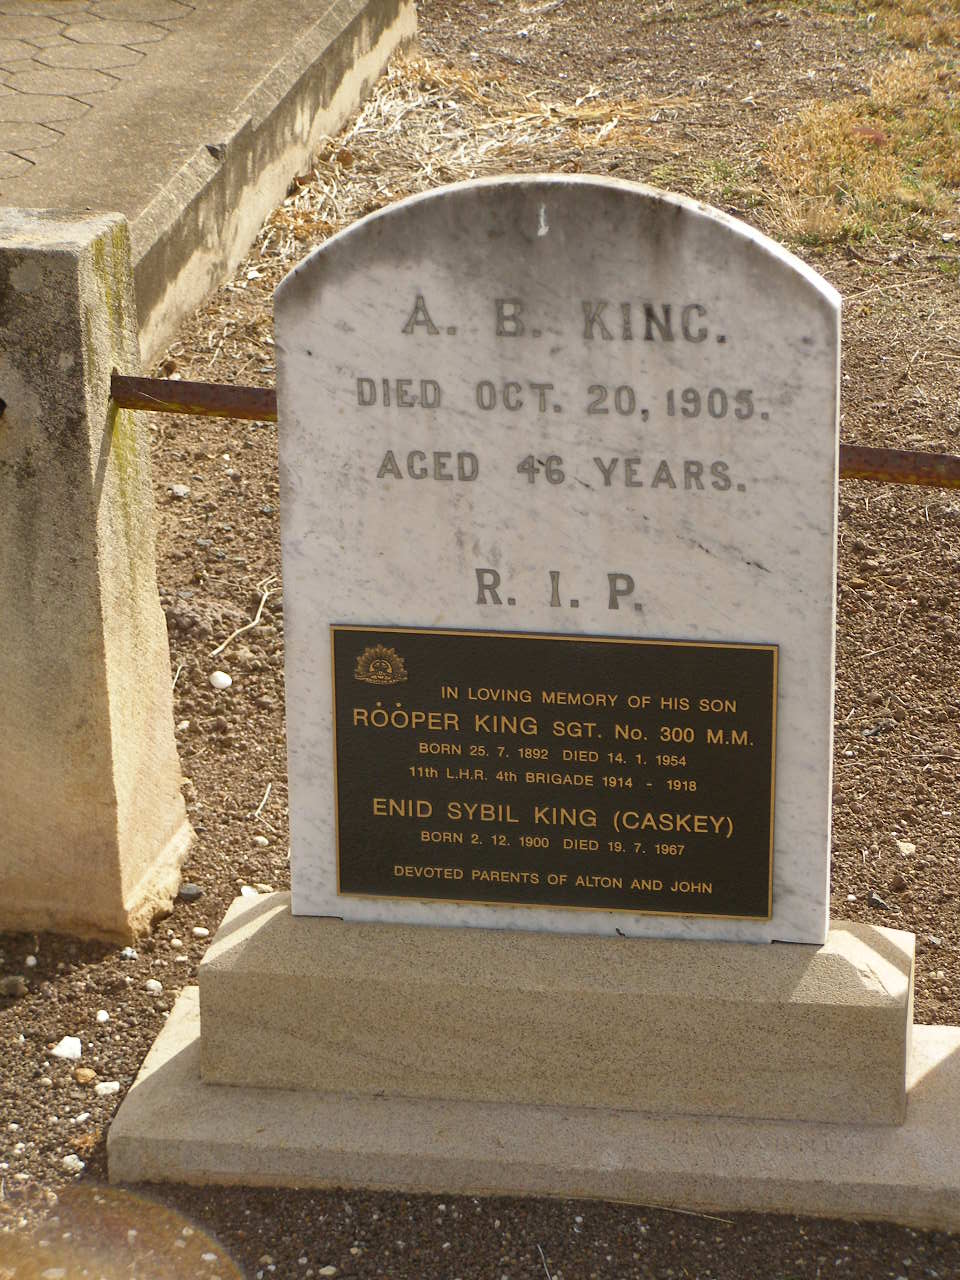 A. B. KING.
DIED OCT. 20, 1905.
AGED 46 YEARS.
R. I. P.
IN LOVING MEMORY OF HIS SON
RÖÖPER KING SGT. No. 300 M.M.
BORN 25. 7. 1892 DIED 14. 1. 1954
11th L.H.R. 4th BRIGADE 1914 - 1918
ENID SYBIL KING (CASKEY)
BORN 2. 12. 1900 DIED 19. 7. 1967
DEVOTED PARENTS OF ALTON AND JOHN